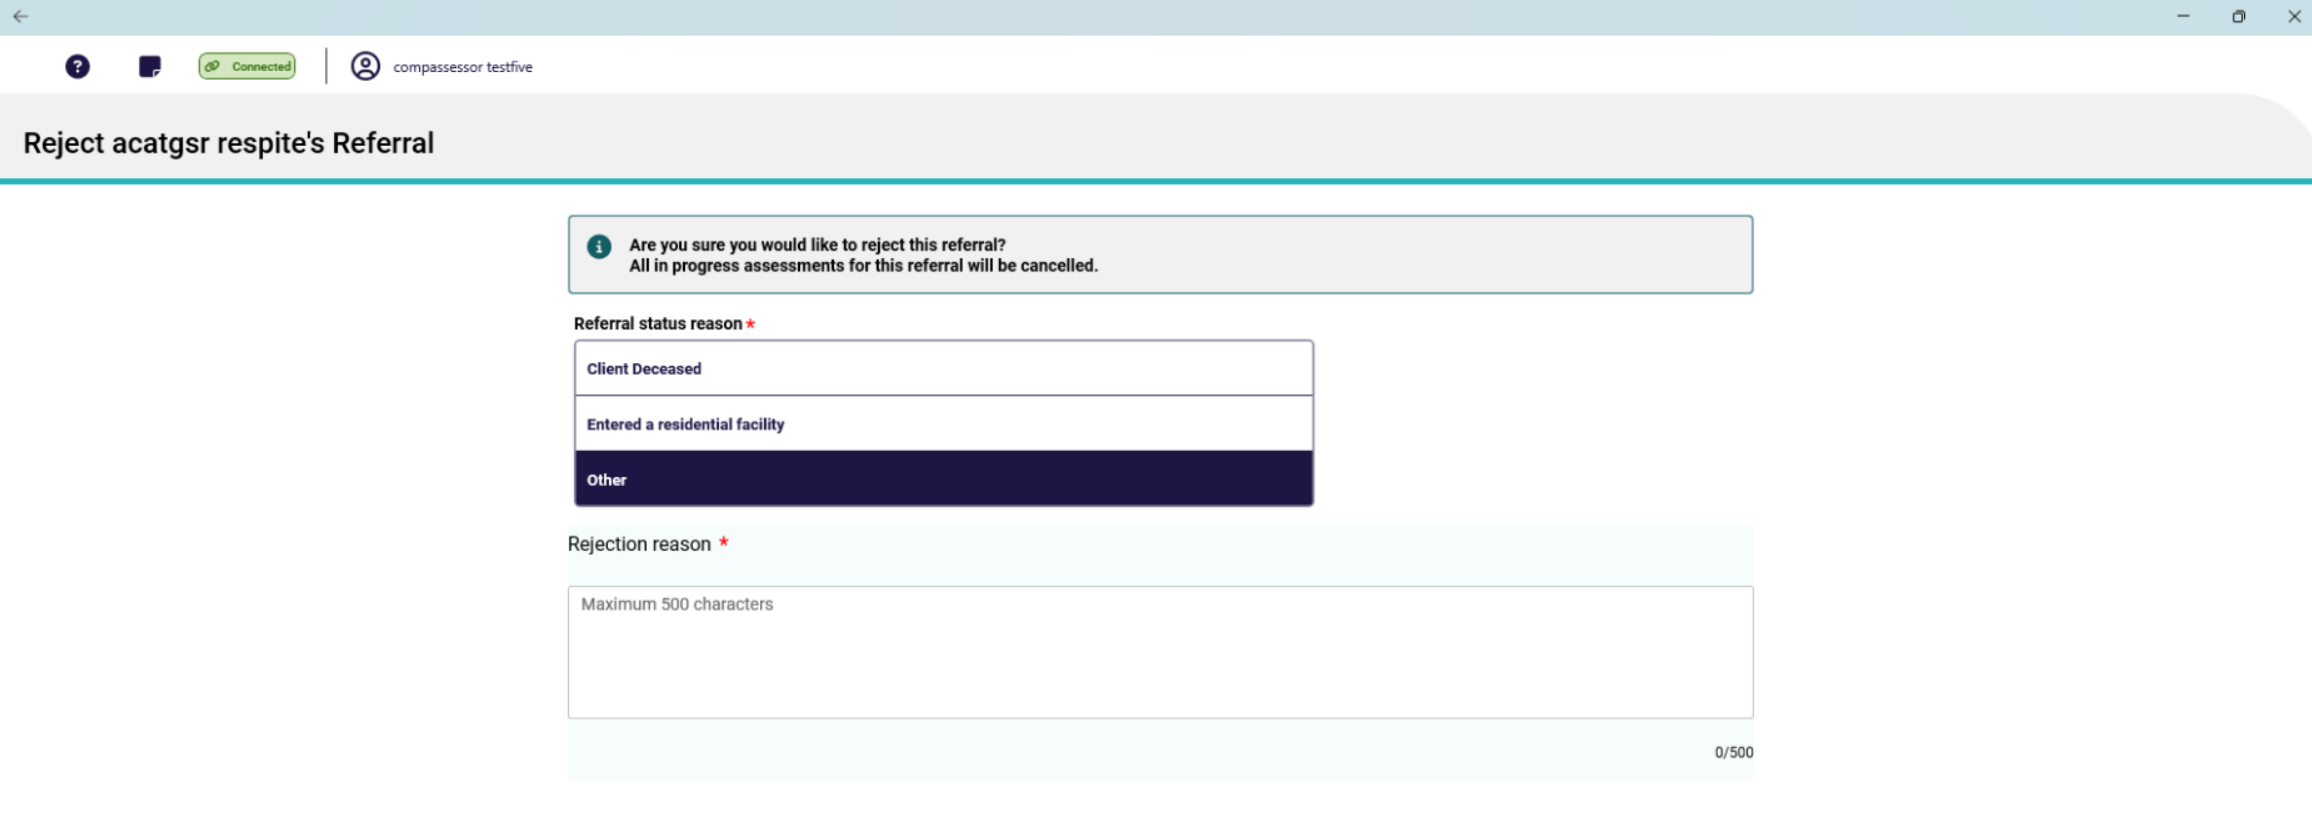 Connected
compassessor testfive
Reject acatgsr respite's Referral
Are you sure you would like to reject this referral?
All in progress assessments for this referral will be cancelled.
Referral status reason *
Client Deceased
Entered a residential facility
Other
Rejection reason *
Maximum 500 characters
0/500